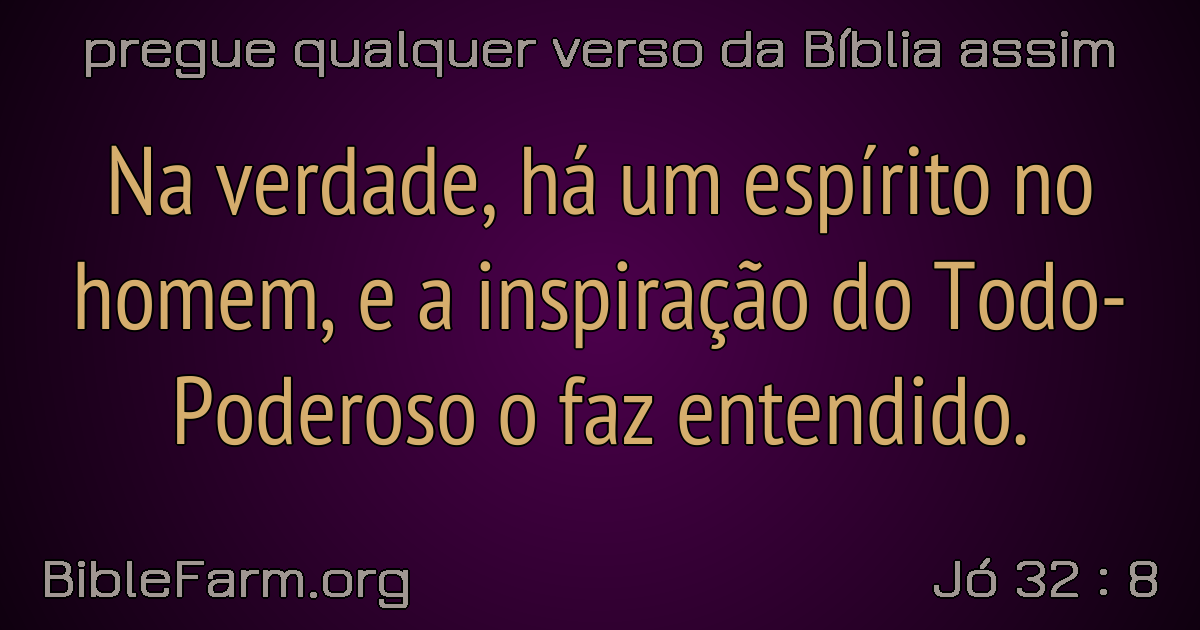 pregue qualquer verso da Bíblia assim
Na verdade, há um espírito no
homem, e a inspiração do Todo-
Poderoso o faz entendido.
BibleFarm.org
Jó 32 : 8